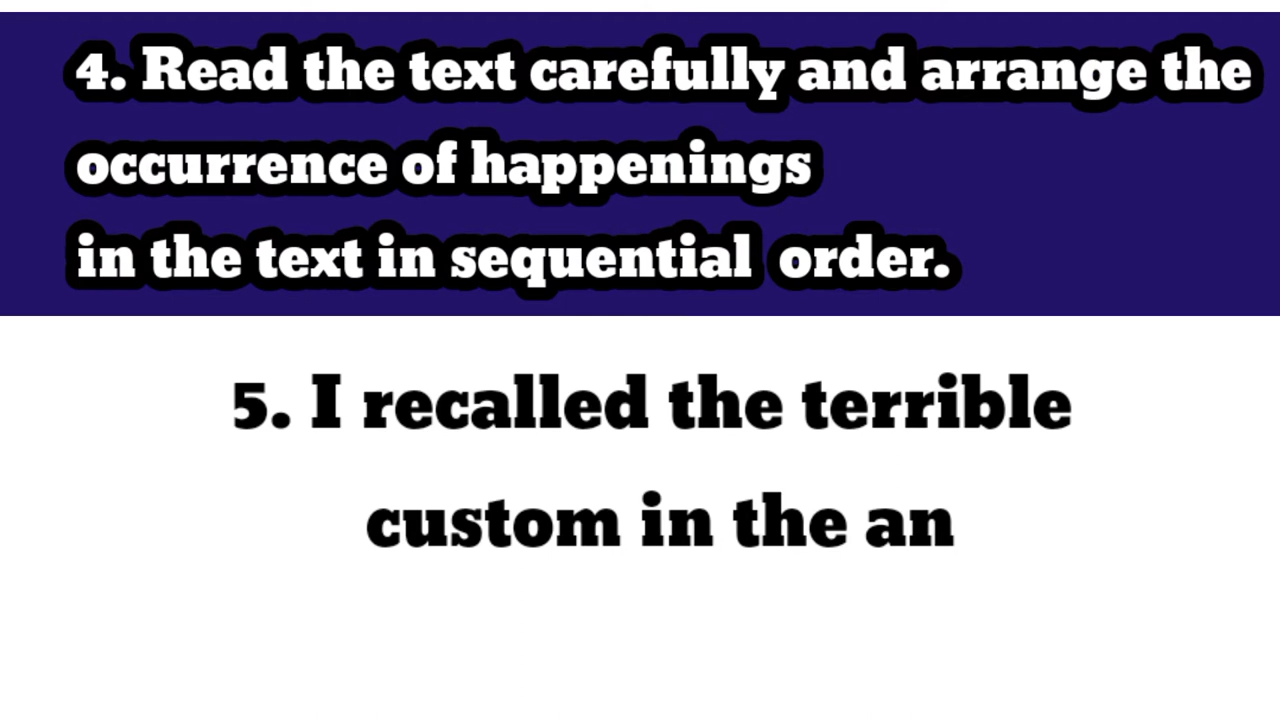 4. Read the text carefully and arrange the
occurrence of happenings
in the text in sequential order.
5. I recalled the terrible
custom in the an